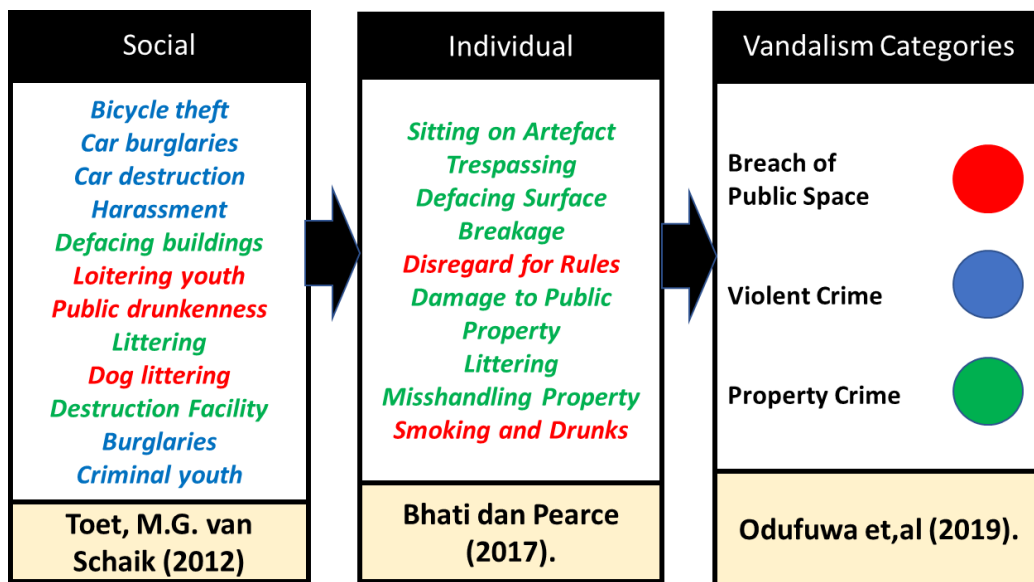 Social
Bicycle theft
Car burglaries
Car destruction
Harassment
Defacing buildings
Loitering youth
Public drunkenness
Littering
Dog littering
Destruction Facility
Burglaries
Criminal youth
Toet, M.G. van
Schaik (2012)
Individual
Sitting on Artefact
Trespassing
Defacing Surface
Breakage
Disregard for Rules
Damage to Public
Property
Littering
Misshandling Property
Smoking and Drunks
Bhati dan Pearce
(2017).
Vandalism Categories
Breach of
Public Space
Violent Crime
Property Crime
Odufuwa et,al (2019).